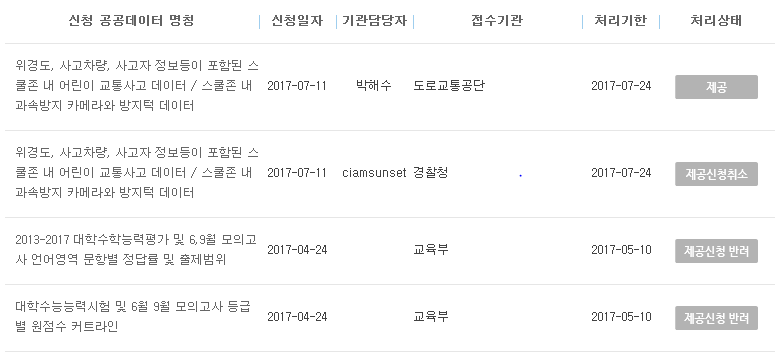 신청 공공데이터 명칭 신청일자 기관담당자 접수기관 처리기한 처리상태
위경도, 사고차량, 사고자 정보등이 포함된 스
쿨존 내 어린이 교통사고 데이터 / 스쿨존 내 2017-07-11 박해수 도로교통공단 2017-07-24 제공
과속방지 카메라와 방지턱 데이터
위경도, 사고차량, 사고자 정보등이 포함된 스
쿨존 내 어린이 교통사고 데이터 / 스쿨존 내 2017-07-11 ciamsunset 경찰청 2017-07-24 제공신청취소
과속방지 카메라와 방지턱 데이터
2013-2017 대학수학능력평가 및 6,9월 모의고
사 언어영역 문항별 정답률 및 출제범위 2017-04-24 교육부 2017-05-10 제공신청 반려
대학수능능력시험 및 6월 9월 모의고사 등급
별 원점수 커트라인 2017-04-24 교육부 2017-05-10 제공신청 반려